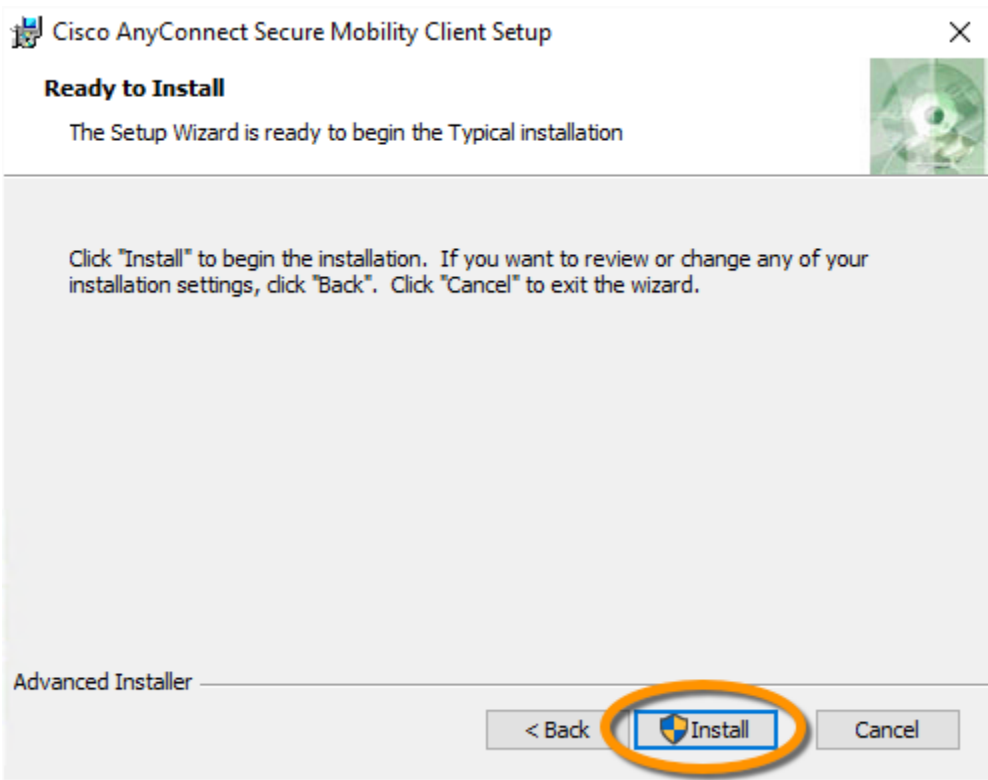 Cisco AnyConnect Secure Mobility Client Setup
Ready to Install
The Setup Wizard is ready to begin the Typical installation
Click "Install" to begin the installation.  If you want to review or change any of your
installation settings, click "Back".  Click "Cancel" to exit the wizard.
Advanced Installer
< Back
Install
Cancel